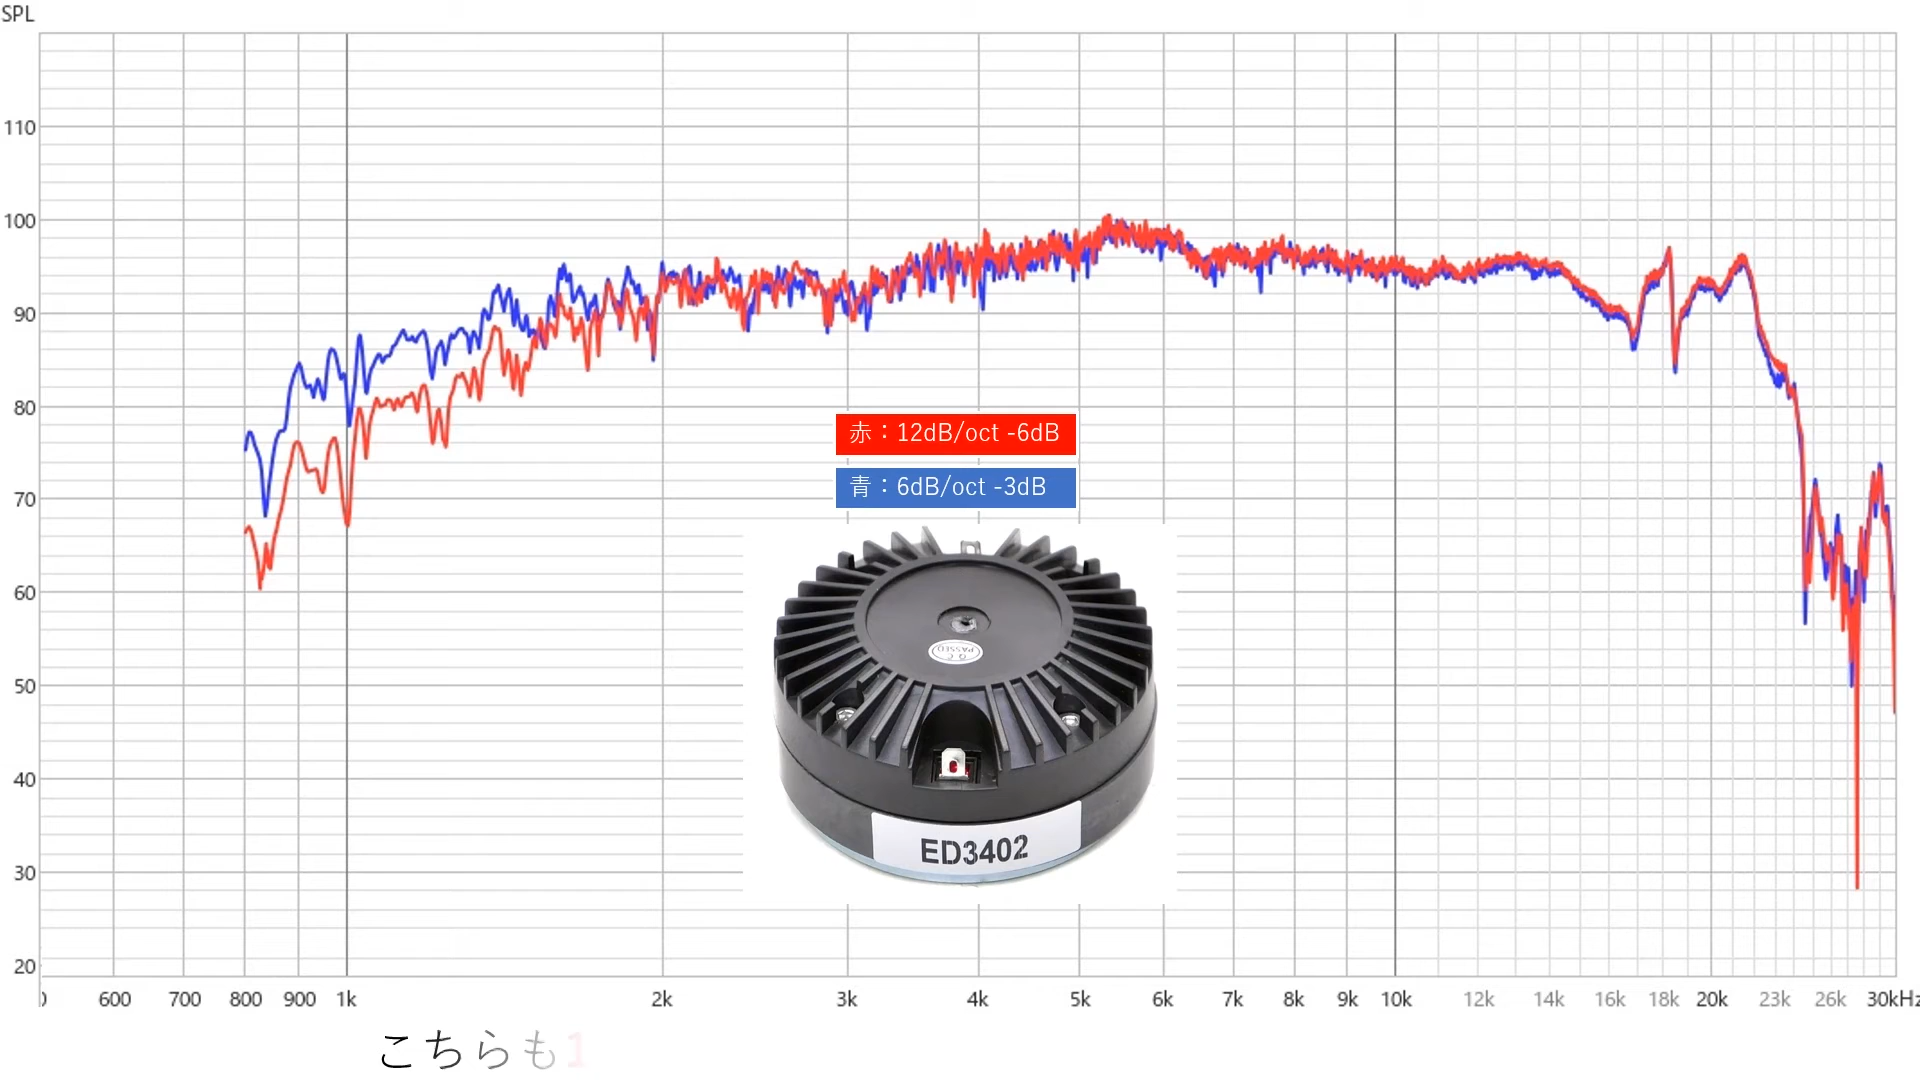 SPL
110
100
90
80
70
60
50
40
30
20
赤：12dB/oct -6dB
青：6dB/oct -3dB
Q C
PASSED
ED3402
600 700 800 900 1k 2k 3k 4k 5k 6k 7k 8k 9k 10k 12k 14k 16k 18k 20k 23k 26k 30kHz
こちらも1